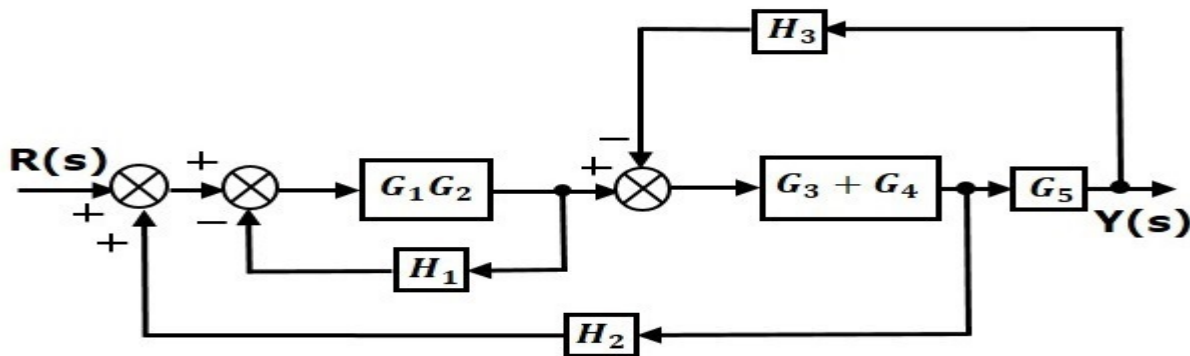 H₃
−
R(s)
+
+
G₁G₂
+
G₃ + G₄
G₅
+
+
−
Y(s)
H₁
H₂